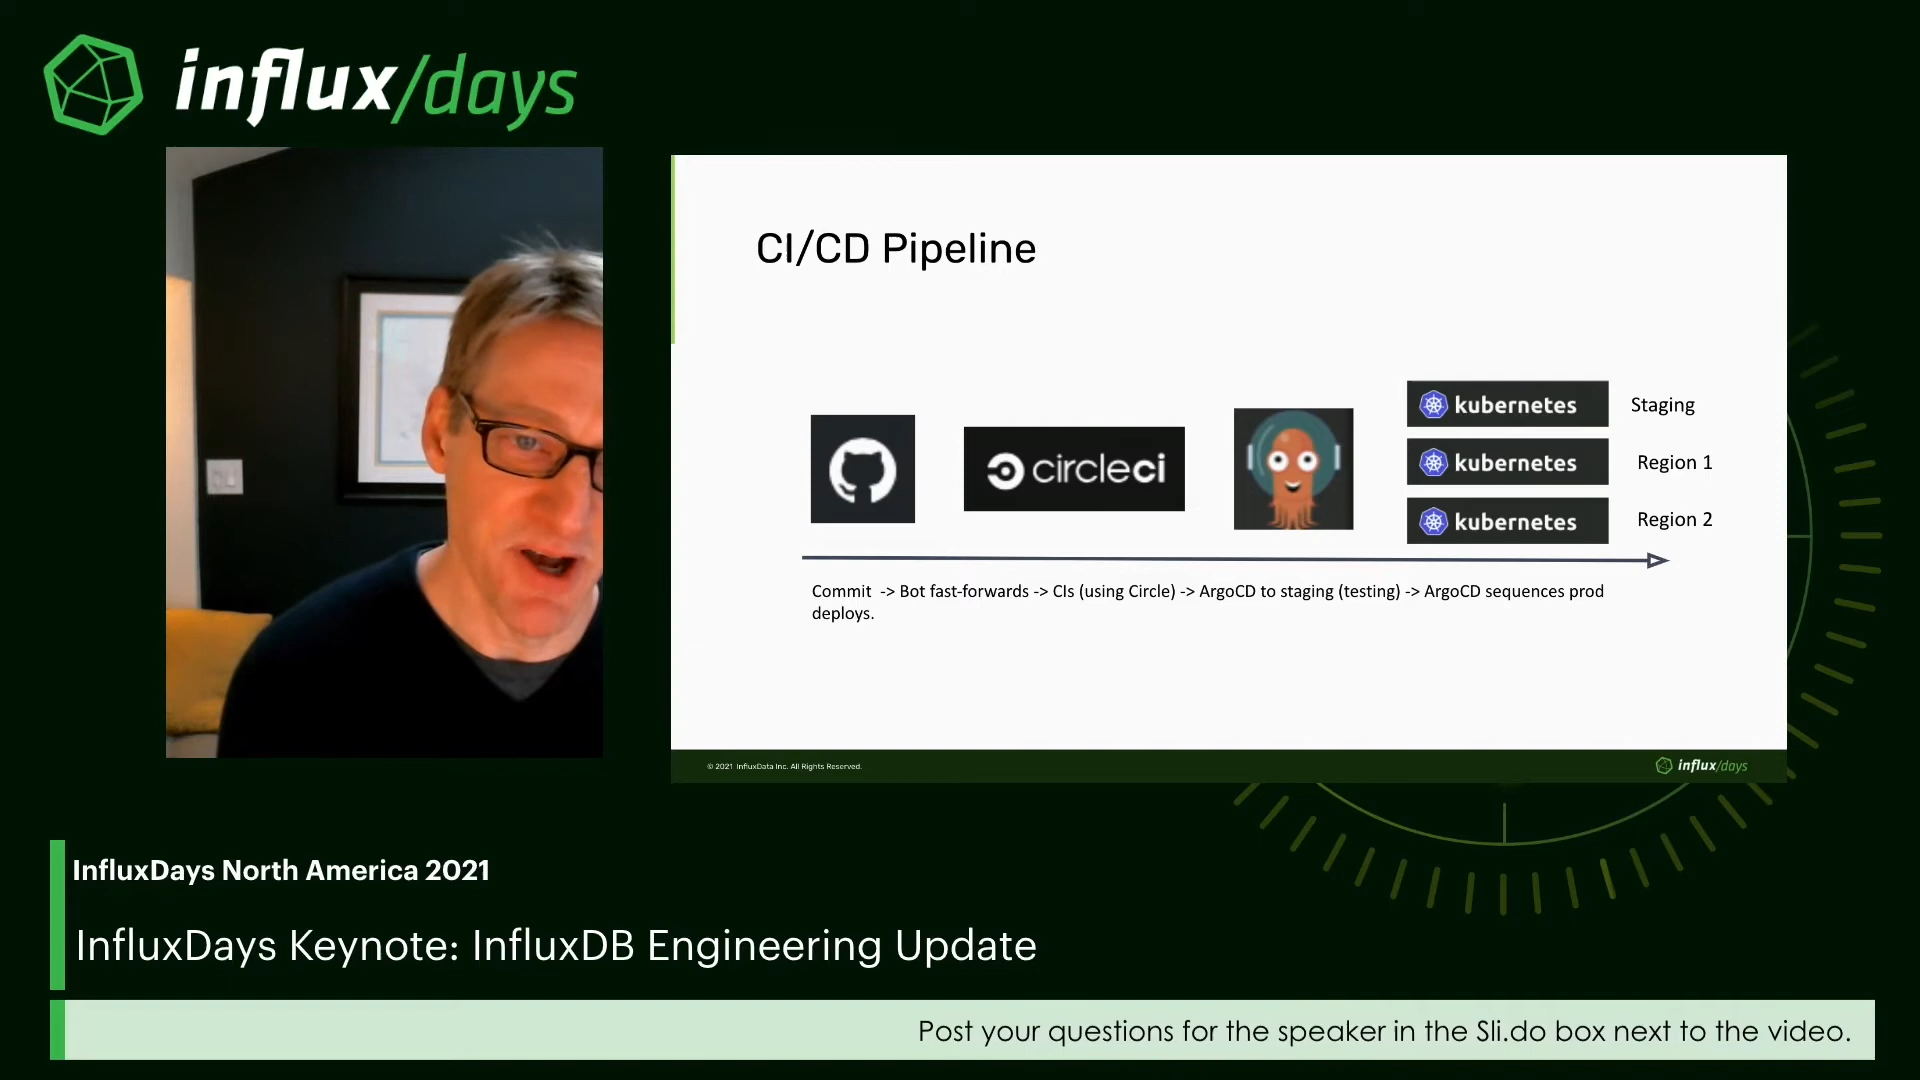 influx/days
CI/CD Pipeline
circleci
kubernetes Staging
kubernetes Region 1
kubernetes Region 2
Commit -> Bot fast-forwards -> CIs (using Circle) -> ArgoCD to staging (testing) -> ArgoCD sequences prod
deploys.
© 2021 InfluxData Inc. All Rights Reserved.
influx/days
InfluxDays North America 2021
InfluxDays Keynote: InfluxDB Engineering Update
Post your questions for the speaker in the Sli.do box next to the video.